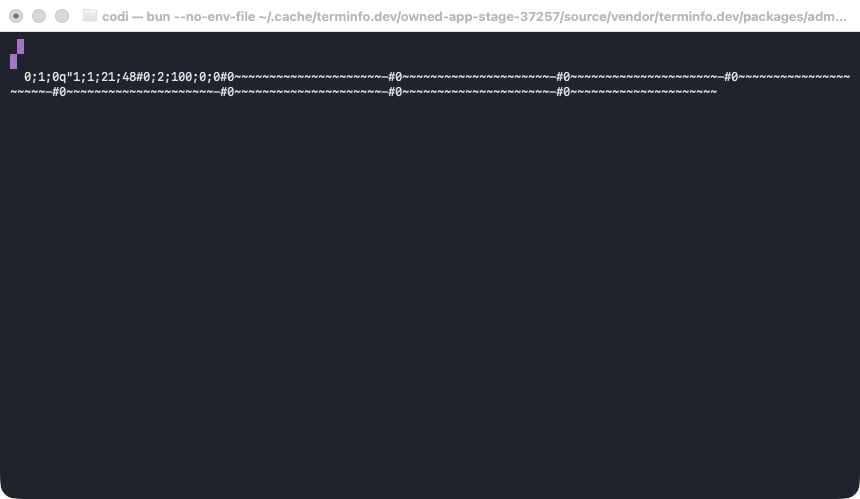 codi — bun --no-env-file ~/.cache/terminfo.dev/owned-app-stage-37257/source/vendor/terminfo.dev/packages/adm...
0;1;0q"1;1;21;48#0;2;100;0;0#0~~~~~~~~~~~~~~~~~~~~~-#0~~~~~~~~~~~~~~~~~~~~~-#0~~~~~~~~~~~~~~~~~~~~~-#0~~~~~~~~~~~~~~~~
~~~~~-#0~~~~~~~~~~~~~~~~~~~~~-#0~~~~~~~~~~~~~~~~~~~~~-#0~~~~~~~~~~~~~~~~~~~~~-#0~~~~~~~~~~~~~~~~~~~~~